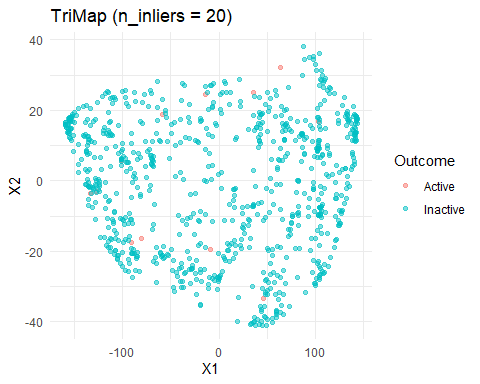 TriMap (n_inliers = 20)
40
20
0
-20
-40
X2
-100
0
100
X1
Outcome
Active
Inactive